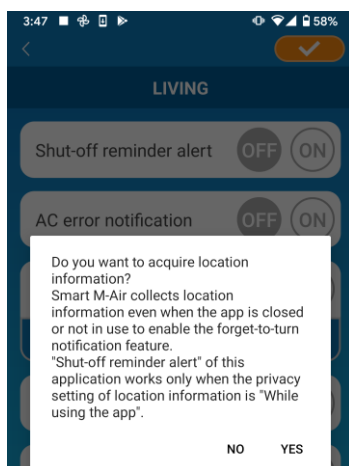 3:47 58%
LIVING
Shut-off reminder alert OFF ON
AC error notification OFF ON
Do you want to acquire location
information?
Smart M-Air collects location
information even when the app is closed
or not in use to enable the forget-to-turn
notification feature.
"Shut-off reminder alert" of this
application works only when the privacy
setting of location information is "While
using the app".
NO YES